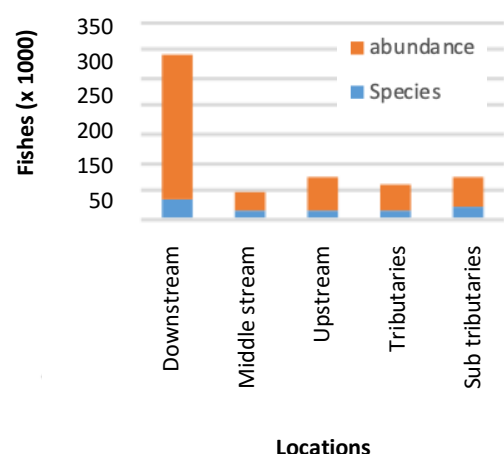 350
300
250
200
150
50
Fishes (x 1000)
abundance
Species
Downstream
Middle stream
Upstream
Tributaries
Sub tributaries
Locations